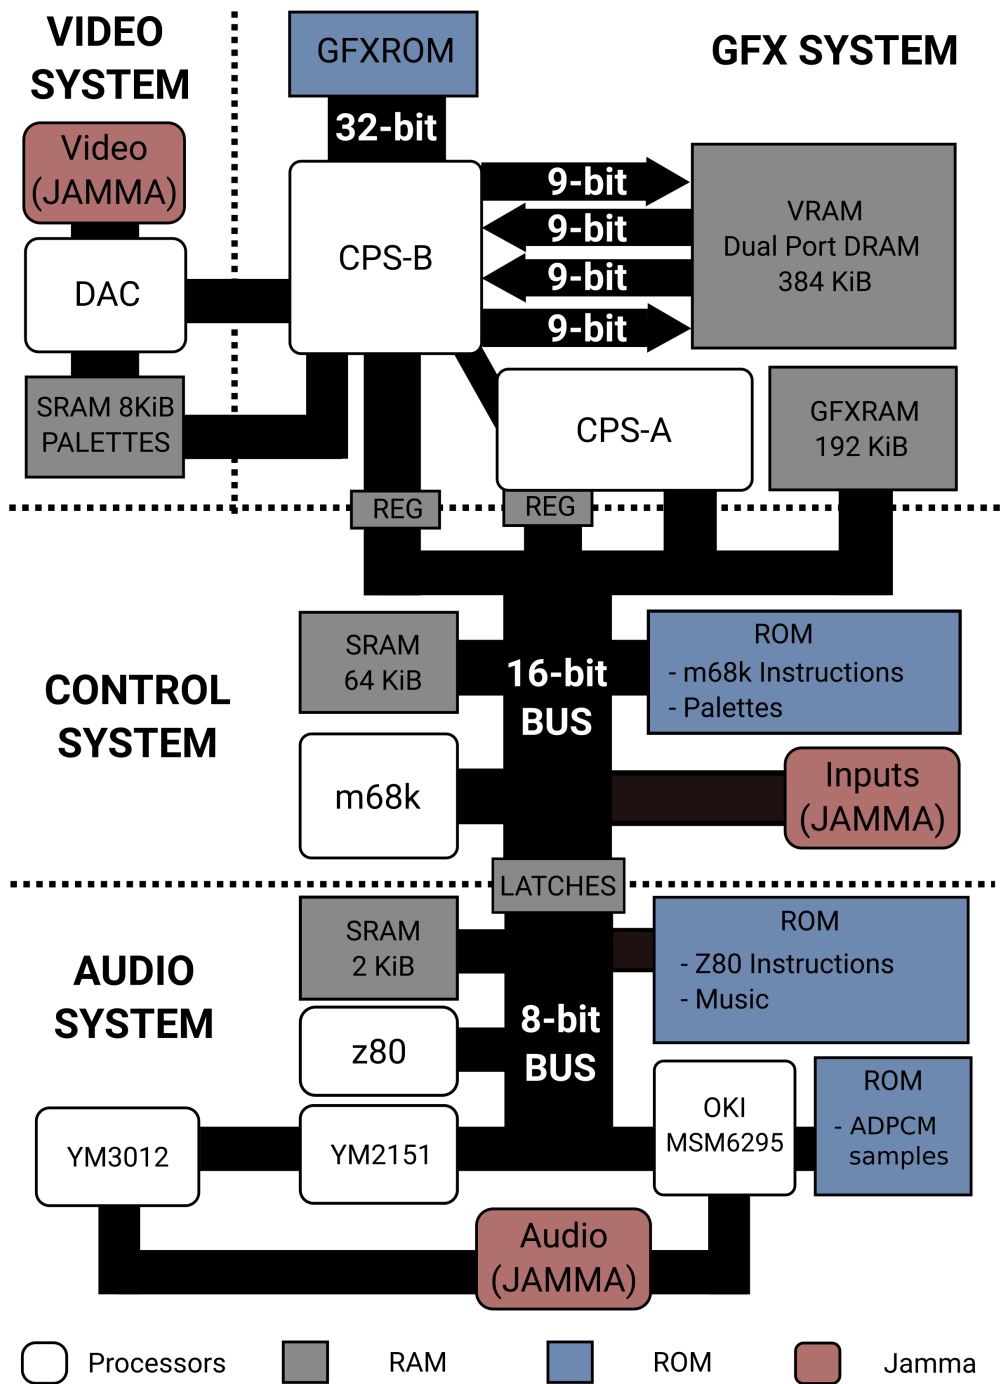 VIDEO
SYSTEM
GFXROM
GFX SYSTEM
32-bit
Video
(JAMMA)
DAC
SRAM 8KiB
PALETTES
CPS-B
9-bit
9-bit
9-bit
9-bit
VRAM
Dual Port DRAM
384 KiB
CPS-A
GFXRAM
192 KiB
REG
REG
CONTROL
SYSTEM
SRAM
64 KiB
16-bit
BUS
ROM
- m68k Instructions
- Palettes
m68k
Inputs
(JAMMA)
LATCHES
AUDIO
SYSTEM
SRAM
2 KiB
ROM
- Z80 Instructions
- Music
z80
8-bit
BUS
YM3012
YM2151
OKI
MSM6295
ROM
- ADPCM
samples
Audio
(JAMMA)
Processors
RAM
ROM
Jamma